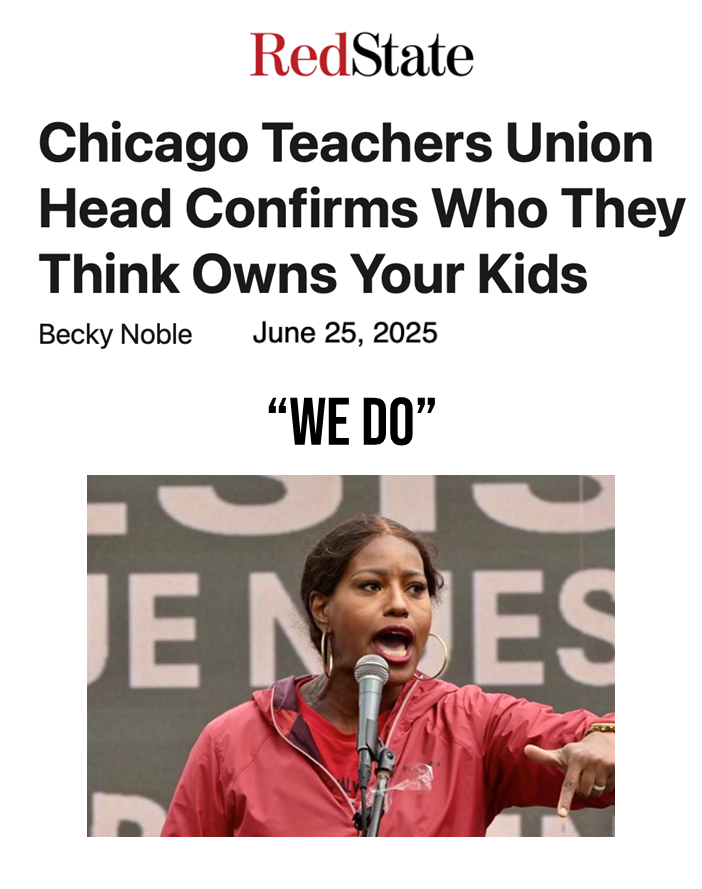 RedState
Chicago Teachers Union
Head Confirms Who They
Think Owns Your Kids
Becky Noble June 25, 2025
“WE DO”